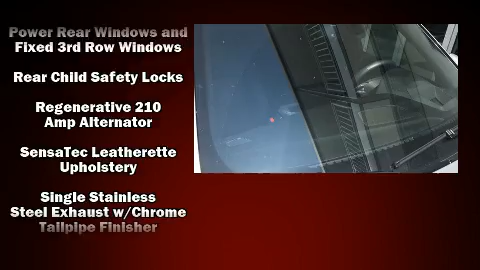 Power Rear Windows and
Fixed 3rd Row Windows
Rear Child Safety Locks
Regenerative 210
Amp Alternator
SensaTec Leatherette
Upholstery
Single Stainless
Steel Exhaust w/Chrome
Tailpipe Finisher